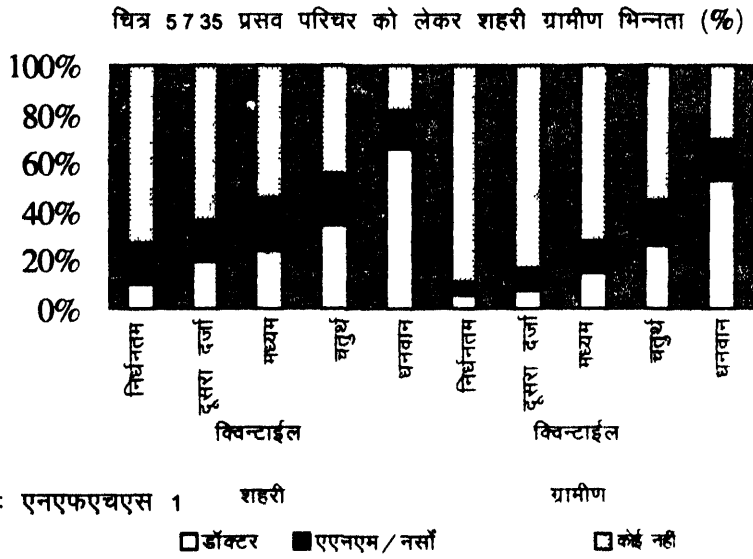 चित्र 5 7 35 प्रसव परिचर को लेकर शहरी ग्रामीण भिन्नता (%)
100%
80%
60%
40%
20%
0%
निर्धनतम दूसरा दर्जा मध्यम चतुर्थ धनवान निर्धनतम दूसरा दर्जा मध्यम चतुर्थ धनवान
क्विन्टाईल क्विन्टाईल
शहरी ग्रामीण
: एनएफएचएस 1
डॉक्टर एएनएम / नर्सों कोई नहीं